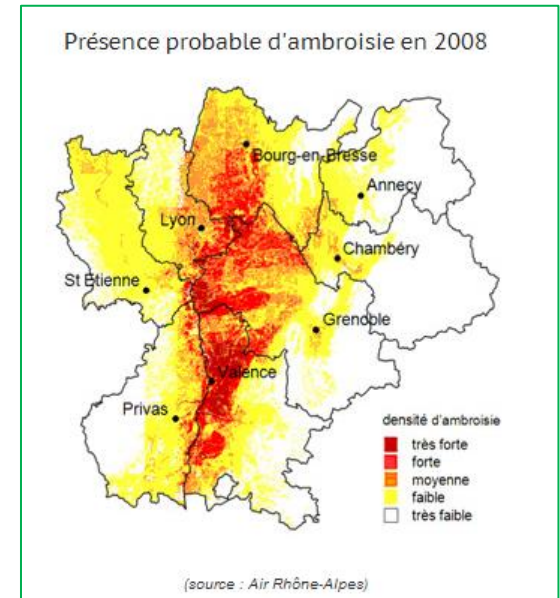 Présence probable d'ambroisie en 2008
Bourg-en-Bresse
Annecy
Lyon
Chambéry
St Etienne
Grenoble
Valence
Privas
densité d'ambroisie
très forte
forte
moyenne
faible
très faible
(source : Air Rhône-Alpes)